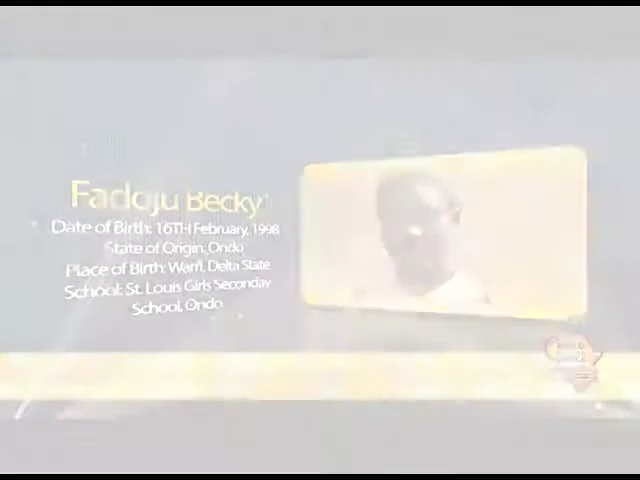 Fadoju Becky
Date of Birth: 16TH February, 1998
State of Origin: Ondo
Place of Birth: Warri, Delta State
School: St. Louis Girls Seconday
School, Ondo